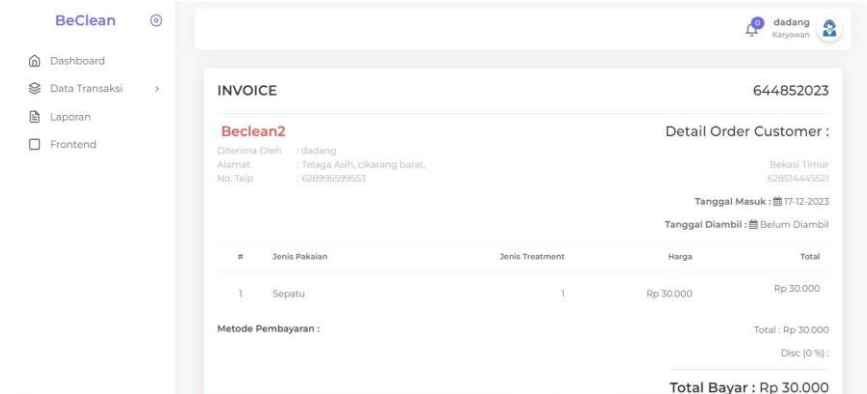 BeClean
Dashboard
Data Transaksi
Laporan
Frontend
0
dadang
Karyawan
INVOICE 644852023
Beclean2
Diterima Oleh : dadang
Alamat : Telaga Asih, cikarang barat,
No. Telp : 628995599553
Detail Order Customer :
Bekasi Timur
628514445521
Tanggal Masuk : 17-12-2023
Tanggal Diambil : Belum Diambil
# Jenis Pakaian Jenis Treatment Harga Total
1 Sepatu 1 Rp 30.000 Rp 30.000
Metode Pembayaran :
Total : Rp 30.000
Disc (0 %) :
Total Bayar : Rp 30.000